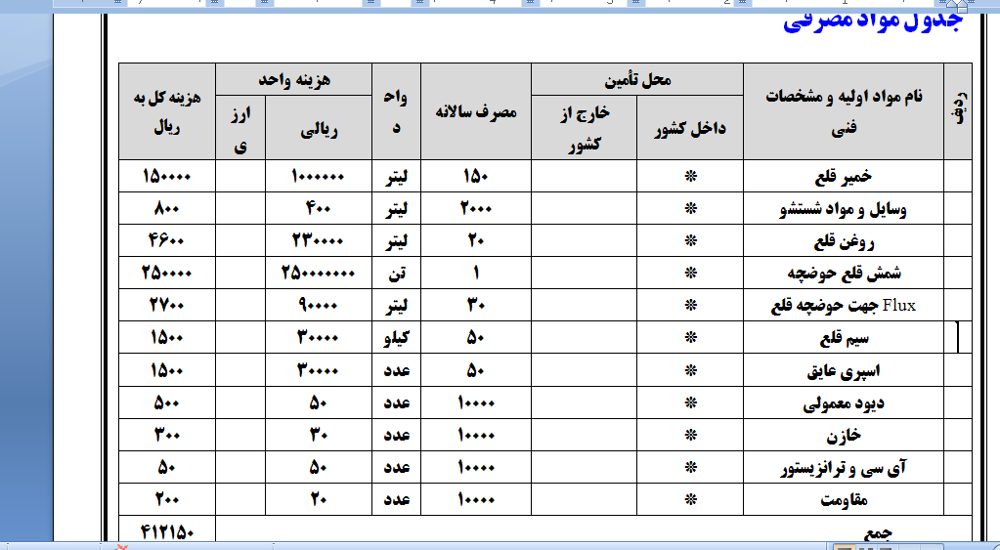 جدول مواد مصرفی
ردیف	نام مواد اولیه و مشخصات فنی	محل تأمین	مصرف سالانه	واحد	هزینه واحد	هزینه کل به ریال
داخل کشور	خارج از کشور	ریالی	ارزی
خمیر قلع	❊	۱۵۰	لیتر	۱۰۰۰۰۰۰	۱۵۰۰۰۰
وسایل و مواد شستشو	❊	۲۰۰۰	لیتر	۴۰۰	۸۰۰
روغن قلع	❊	۲۰	لیتر	۲۳۰۰۰۰	۴۶۰۰
شمش قلع حوضچه	❊	۱	تن	۲۵۰۰۰۰۰۰۰	۲۵۰۰۰۰
Flux جهت حوضچه قلع	❊	۳۰	لیتر	۹۰۰۰۰	۲۷۰۰
سیم قلع	❊	۵۰	کیلو	۳۰۰۰۰	۱۵۰۰
اسپری عایق	❊	۵۰	عدد	۳۰۰۰۰	۱۵۰۰
دیود معمولی	❊	۱۰۰۰۰	عدد	۵۰	۵۰۰
خازن	❊	۱۰۰۰۰	عدد	۳۰	۳۰۰
آی سی و ترانزیستور	❊	۱۰۰۰۰	عدد	۵۰	۵۰
مقاومت	❊	۱۰۰۰۰	عدد	۲۰	۲۰۰
جمع	۴۱۲۱۵۰